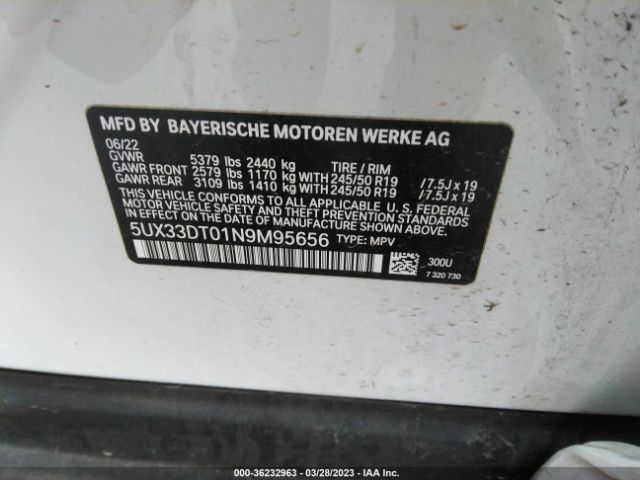 MFD BY BAYERISCHE MOTOREN WERKE AG
06/22
GVWR 5379 lbs 2440 kg TIRE / RIM
GAWR FRONT 2579 lbs 1170 kg WITH 245/50 R19 /7.5J x 19
GAWR REAR 3109 lbs 1410 kg WITH 245/50 R19 /7.5J x 19
THIS VEHICLE CONFORMS TO ALL APPLICABLE U. S. FEDERAL
MOTOR VEHICLE SAFETY AND THEFT PREVENTION STANDARDS
IN EFFECT ON THE DATE OF MANUFACTURE SHOWN ABOVE.
5UX33DT01N9M95656 TYPE: MPV
300U
7 320 730
000-36232963 - 03/28/2023 - IAA Inc.